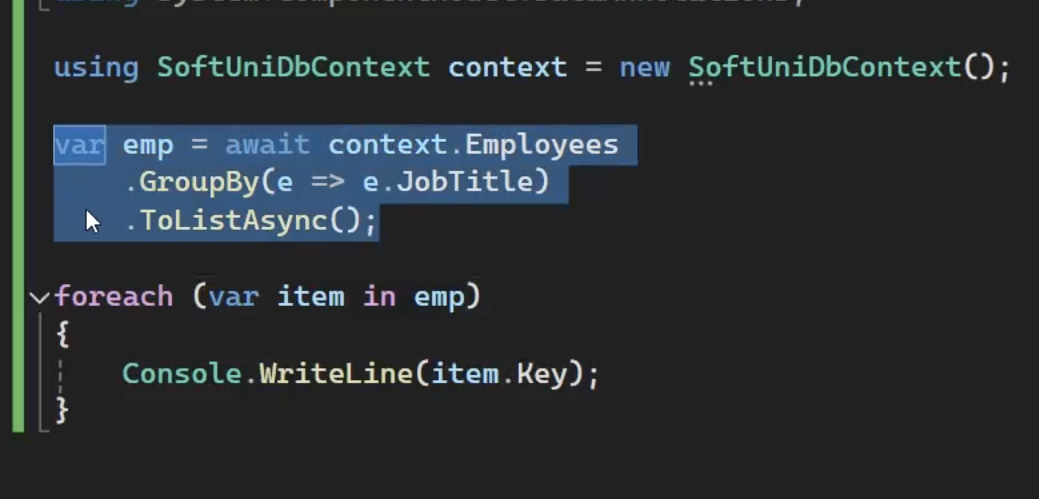 using
using SoftUniDbContext context = new SoftUniDbContext();
var emp = await context.Employees
.GroupBy(e => e.JobTitle)
.ToListAsync();
foreach (var item in emp)
{
Console.WriteLine(item.Key);
}